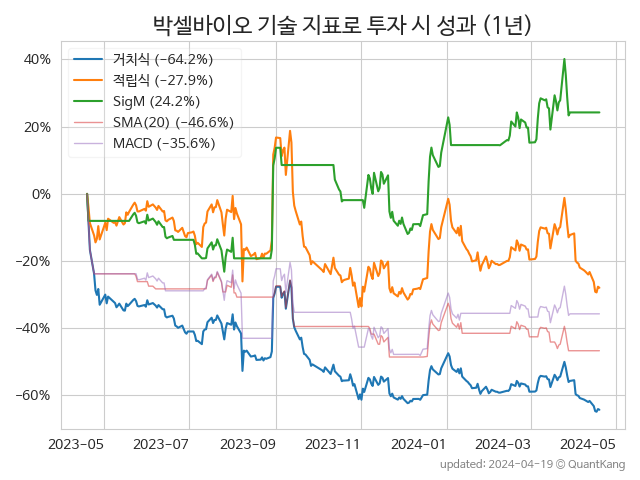 박셀바이오 기술 지표로 투자 시 성과 (1년)
거치식 (−64.2%)
적립식 (−27.9%)
SigM (24.2%)
SMA(20) (−46.6%)
MACD (−35.6%)
40%
20%
0%
−20%
−40%
−60%
2023−05 2023−07 2023−09 2023−11 2024−01 2024−03 2024−05
updated: 2024−04−19 © QuantKang